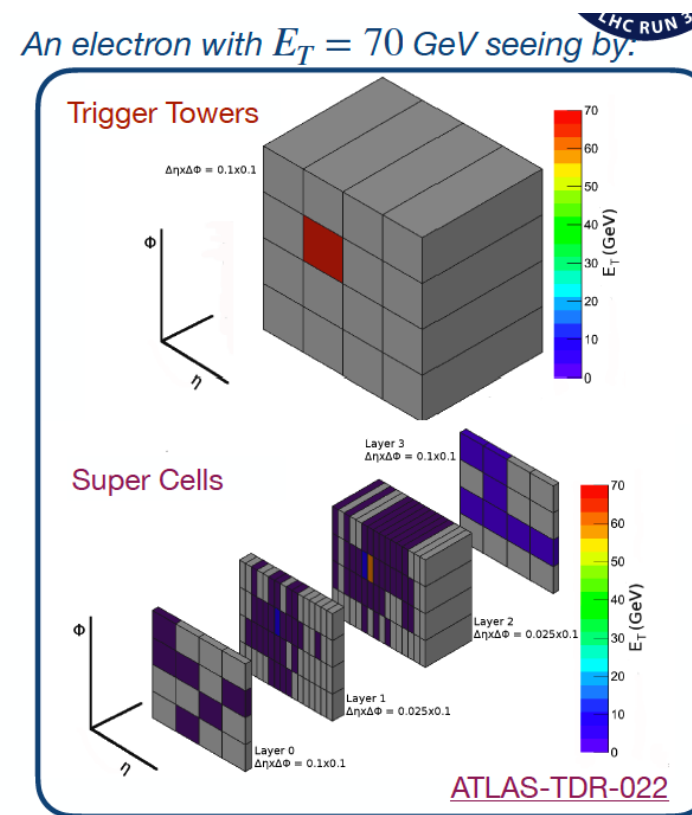 LHC RUN 3
An electron with E_T = 70 GeV seeing by:
Trigger Towers
ΔηxΔΦ = 0.1x0.1
Φ
η
70
60
50
40
30
20
10
0
E_T (GeV)
Super Cells
Layer 3
ΔηxΔΦ = 0.1x0.1
Φ
η
Layer 2
ΔηxΔΦ = 0.025x0.1
Layer 1
ΔηxΔΦ = 0.025x0.1
Layer 0
ΔηxΔΦ = 0.1x0.1
70
60
50
40
30
20
10
0
E_T (GeV)
ATLAS-TDR-022